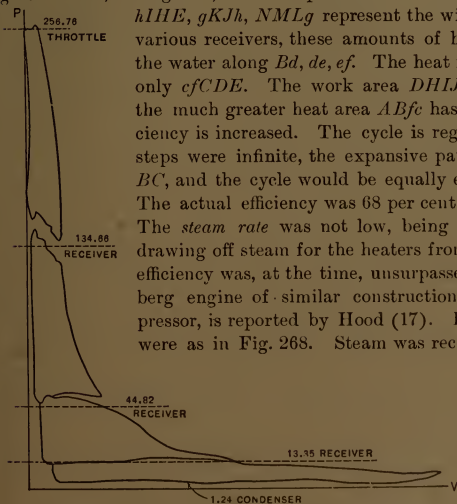 hIHE, gKJh, NMLg represent the wi
various receivers, these amounts of h
the water along Bd, de, ef. The heat
only cfCDE. The work area DHIJ
the much greater heat area ABfc has
ciency is increased. The cycle is reg
steps were infinite, the expansive pa
BC, and the cycle would be equally e
The actual efficiency was 68 per cent
The steam rate was not low, being
drawing off steam for the heaters from
efficiency was, at the time, unsurpasse
berg engine of similar construction
pressor, is reported by Hood (17).
were as in Fig. 268. Steam was rec
P
256.76
THROTTLE
134.66
RECEIVER
44.82
RECEIVER
13.35 RECEIVER
V
1.24 CONDENSER